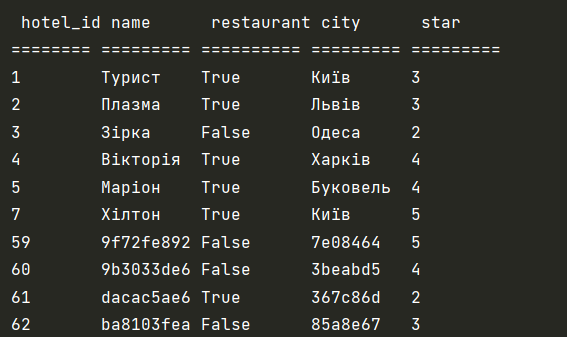 hotel_id name restaurant city star
======== ========= ========== ========= =========
1 Турист True Київ 3
2 Плазма True Львів 3
3 Зірка False Одеса 2
4 Вікторія True Харків 4
5 Маріон True Буковель 4
7 Хілтон True Київ 5
59 9f72fe892 False 7e08464 5
60 9b3033de6 False 3beabd5 4
61 dacac5ae6 True 367c86d 2
62 ba8103fea False 85a8e67 3